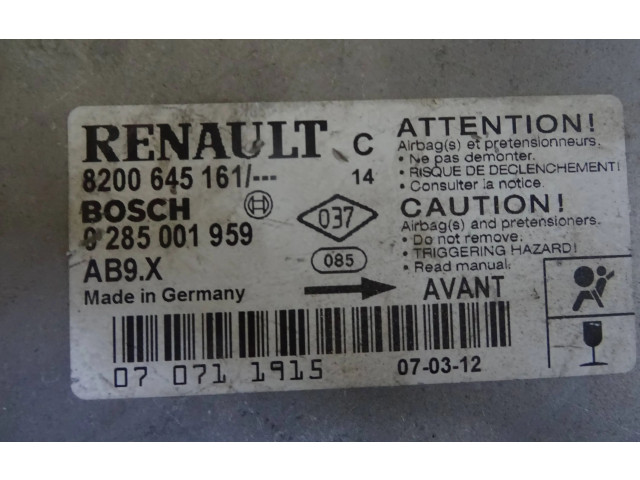 RENAULT C
8200 645 161/--- 14
BOSCH
0 285 001 959
037
AB9.X
085
Made in Germany
AVANT
07 071 1915
07-03-12
ATTENTION!
Airbag(s) et pretensionneurs.
• Ne pas demonter.
• RISQUE DE DECLENCHEMENT!
• Consulter la notice.
CAUTION!
Airbag(s) and pretensioners.
• Do not remove.
• TRIGGERING HAZARD!
• Read manual.